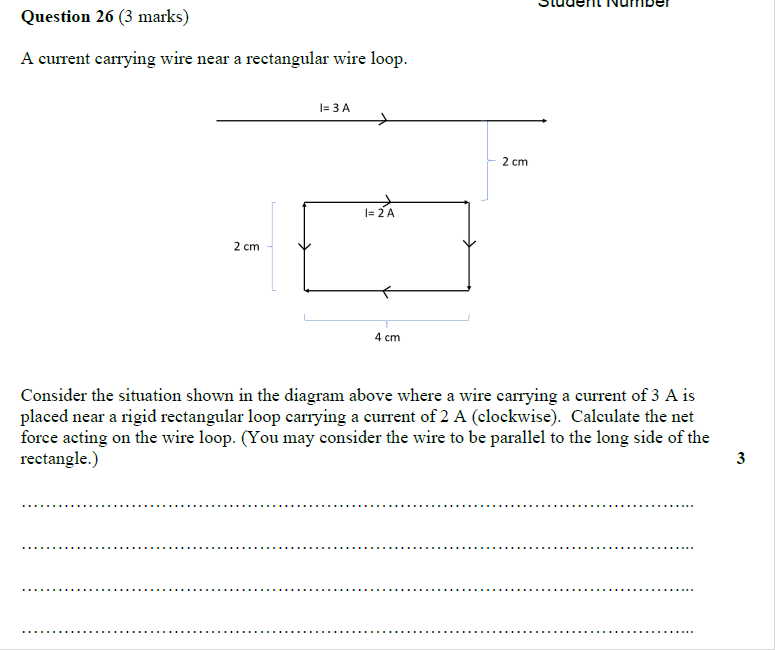 Student Number
Question 26 (3 marks)
A current carrying wire near a rectangular wire loop.
I= 3 A
2 cm
I= 2 A
2 cm
4 cm
Consider the situation shown in the diagram above where a wire carrying a current of 3 A is
placed near a rigid rectangular loop carrying a current of 2 A (clockwise).  Calculate the net
force acting on the wire loop. (You may consider the wire to be parallel to the long side of the
rectangle.)
3